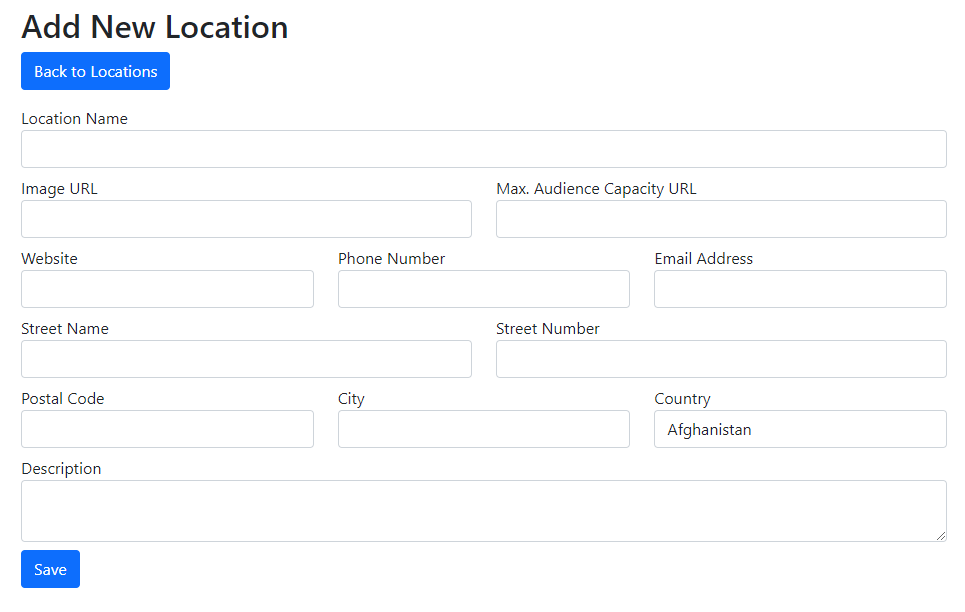 Add New Location
Back to Locations
Location Name
Image URL
Max. Audience Capacity URL
Website
Phone Number
Email Address
Street Name
Street Number
Postal Code
City
Country
Afghanistan
Description
Save